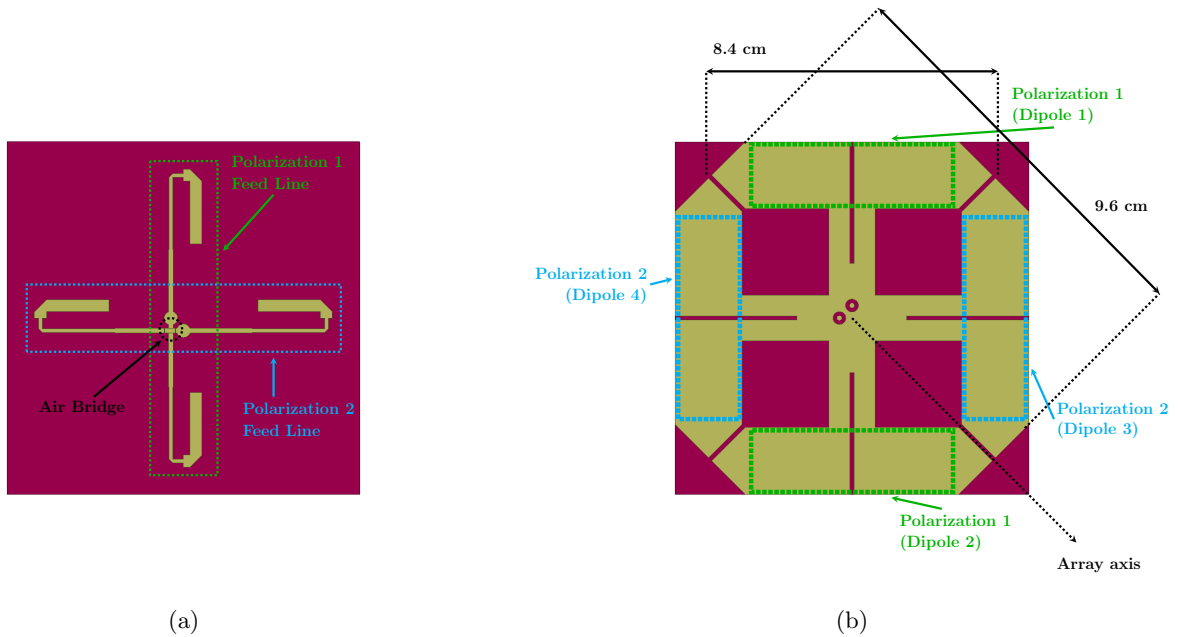 8.4 cm
Polarization 1
(Dipole 1)
Polarization 1
Feed Line
9.6 cm
Polarization 2
(Dipole 4)
Air Bridge
Polarization 2
Feed Line
Polarization 2
(Dipole 3)
Polarization 1
(Dipole 2)
Array axis
(a)
(b)